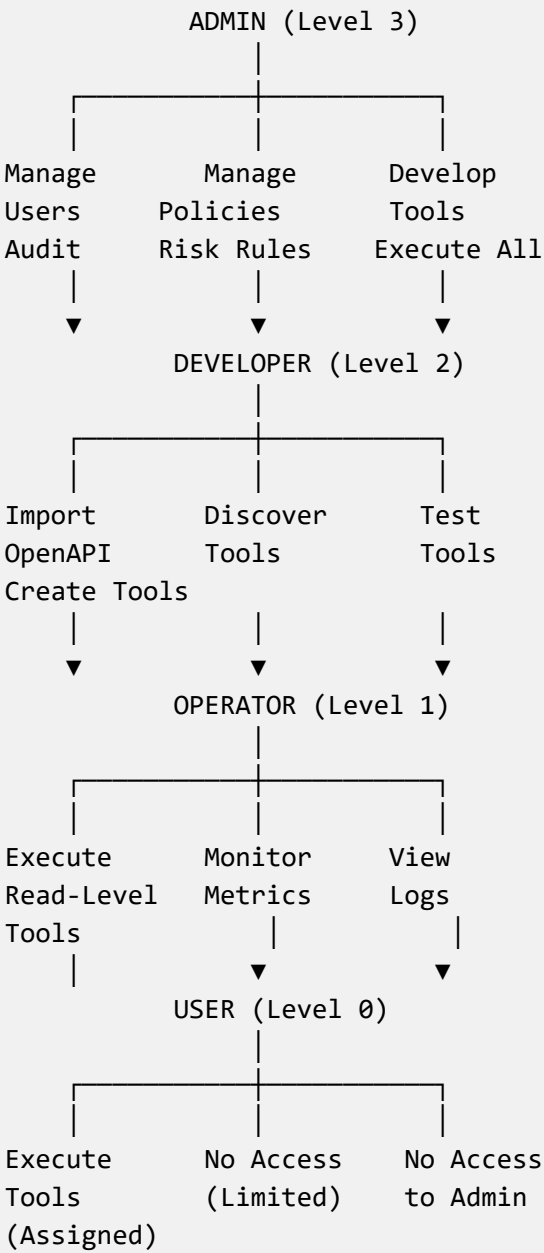 ADMIN (Level 3)
Manage Manage Develop
Users Policies Tools
Audit Risk Rules Execute All
DEVELOPER (Level 2)
Import Discover Test
OpenAPI Tools Tools
Create Tools
OPERATOR (Level 1)
Execute Monitor View
Read-Level Metrics Logs
Tools
USER (Level 0)
Execute No Access No Access
Tools (Limited) to Admin
(Assigned)